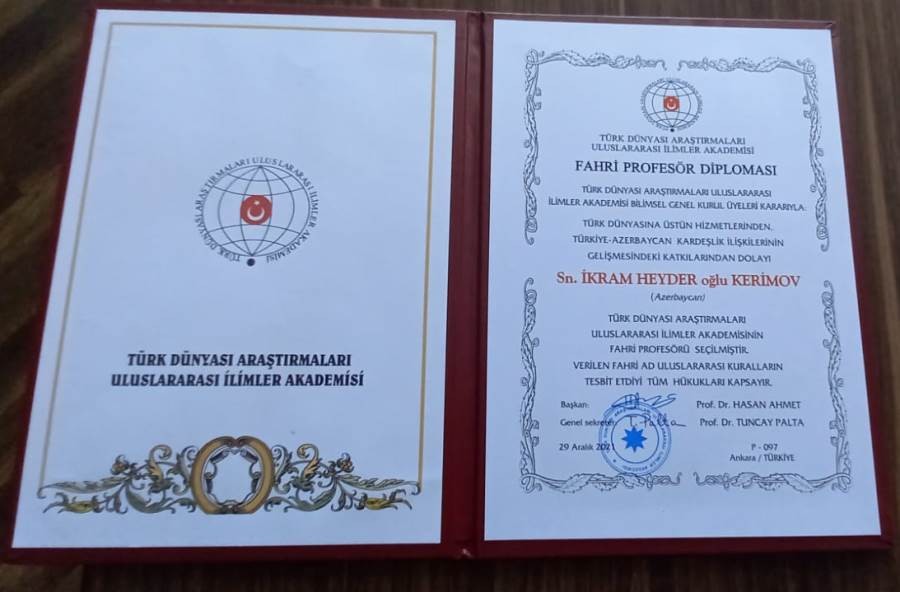 TÜRK DÜNYASI ARAŞTIRMALARI ULUSLARARASI İLİMLER AKADEMİSİ
TÜRK DÜNYASI ARAŞTIRMALARI
ULUSLARARASI İLİMLER AKADEMİSİ
TÜRK DÜNYASI ARAŞTIRMALARI
ULUSLARARASI İLİMLER AKADEMİSİ
FAHRİ PROFESÖR DİPLOMASI
TÜRK DÜNYASI ARAŞTIRMALARI ULUSLARARASI
İLİMLER AKADEMİSİ BİLİMSEL GENEL KURUL ÜYELERİ KARARIYLA:
TÜRK DÜNYASINA ÜSTÜN HİZMETLERİNDEN,
TÜRKİYE-AZERBAYCAN KARDEŞLİK İLİŞKİLERİNİN
GELİŞMESİNDEKİ KATKILARINDAN DOLAYI
Sn. İKRAM HEYDER oğlu KERİMOV
(Azerbaycan)
TÜRK DÜNYASI ARAŞTIRMALARI
ULUSLARARASI İLİMLER AKADEMİSİNİN
FAHRİ PROFESÖRÜ SEÇİLMİŞTİR.
VERİLEN FAHRİ AD ULUSLARARASI KURALLARIN
TESBİT ETDİYİ TÜM HÜKUKLARI KAPSAYIR.
Başkan: Prof. Dr. HASAN AHMET
Genel sekreter Prof. Dr. TUNCAY PALTA
29 Aralık P - 097
Ankara / TÜRKİYE